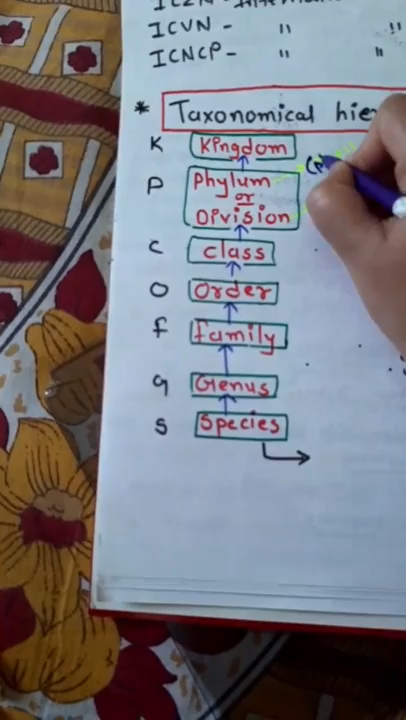 ICVN - " "
ICNCP - " "
* Taxonomical hie
K Kingdom
P Phylum
or
Division
C class
O Order
f family
G Genus
S Species